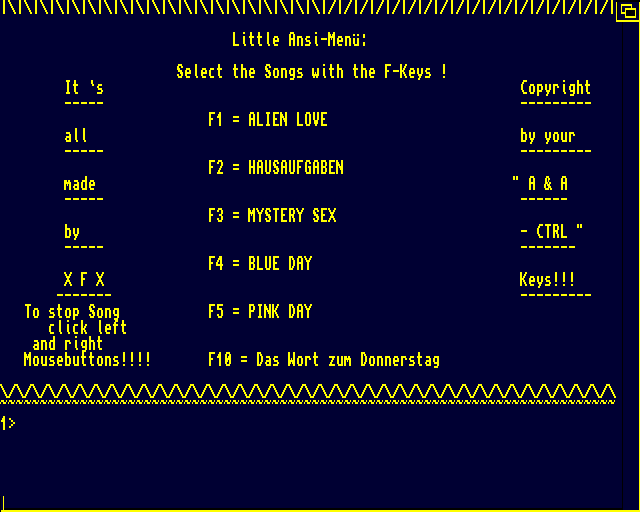 Little Ansi-Menü:
Select the Songs with the F-Keys !
It 's
Copyright
F1 = ALIEN LOVE
all
by your
F2 = HAUSAUFGABEN
made
" A & A
F3 = MYSTERY SEX
by
- CTRL "
F4 = BLUE DAY
X F X
Keys!!!
To stop Song
F5 = PINK DAY
click left
and right
Mousebuttons!!!!
F10 = Das Wort zum Donnerstag
1>